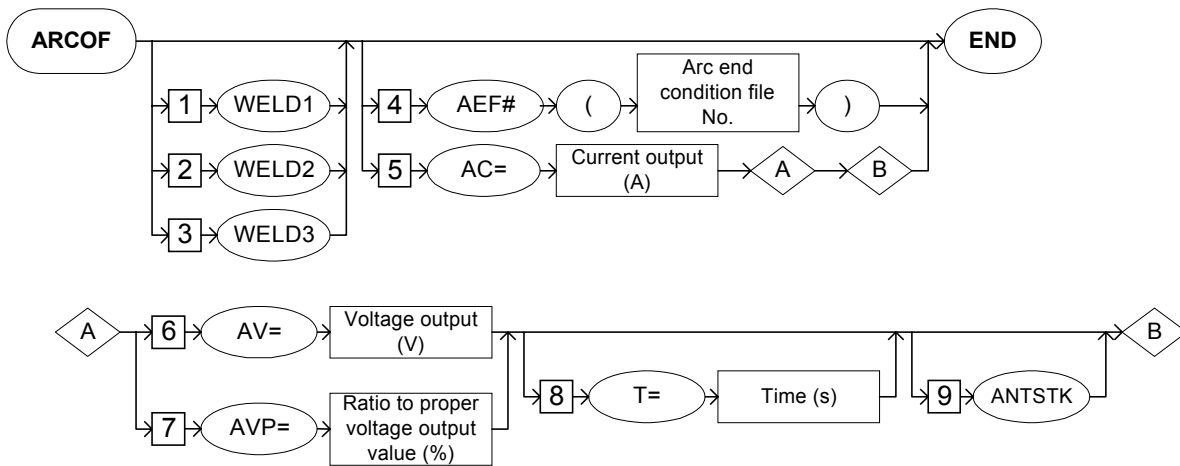 ARCOF
END
1 WELD1
2 WELD2
3 WELD3
4 AEF# (
Arc end
condition file
No.
)
5 AC=
Current output
(A)
A
B
A
6 AV=
Voltage output
(V)
B
7 AVP=
Ratio to proper
voltage output
value (%)
8 T= Time (s)
9 ANTSTK